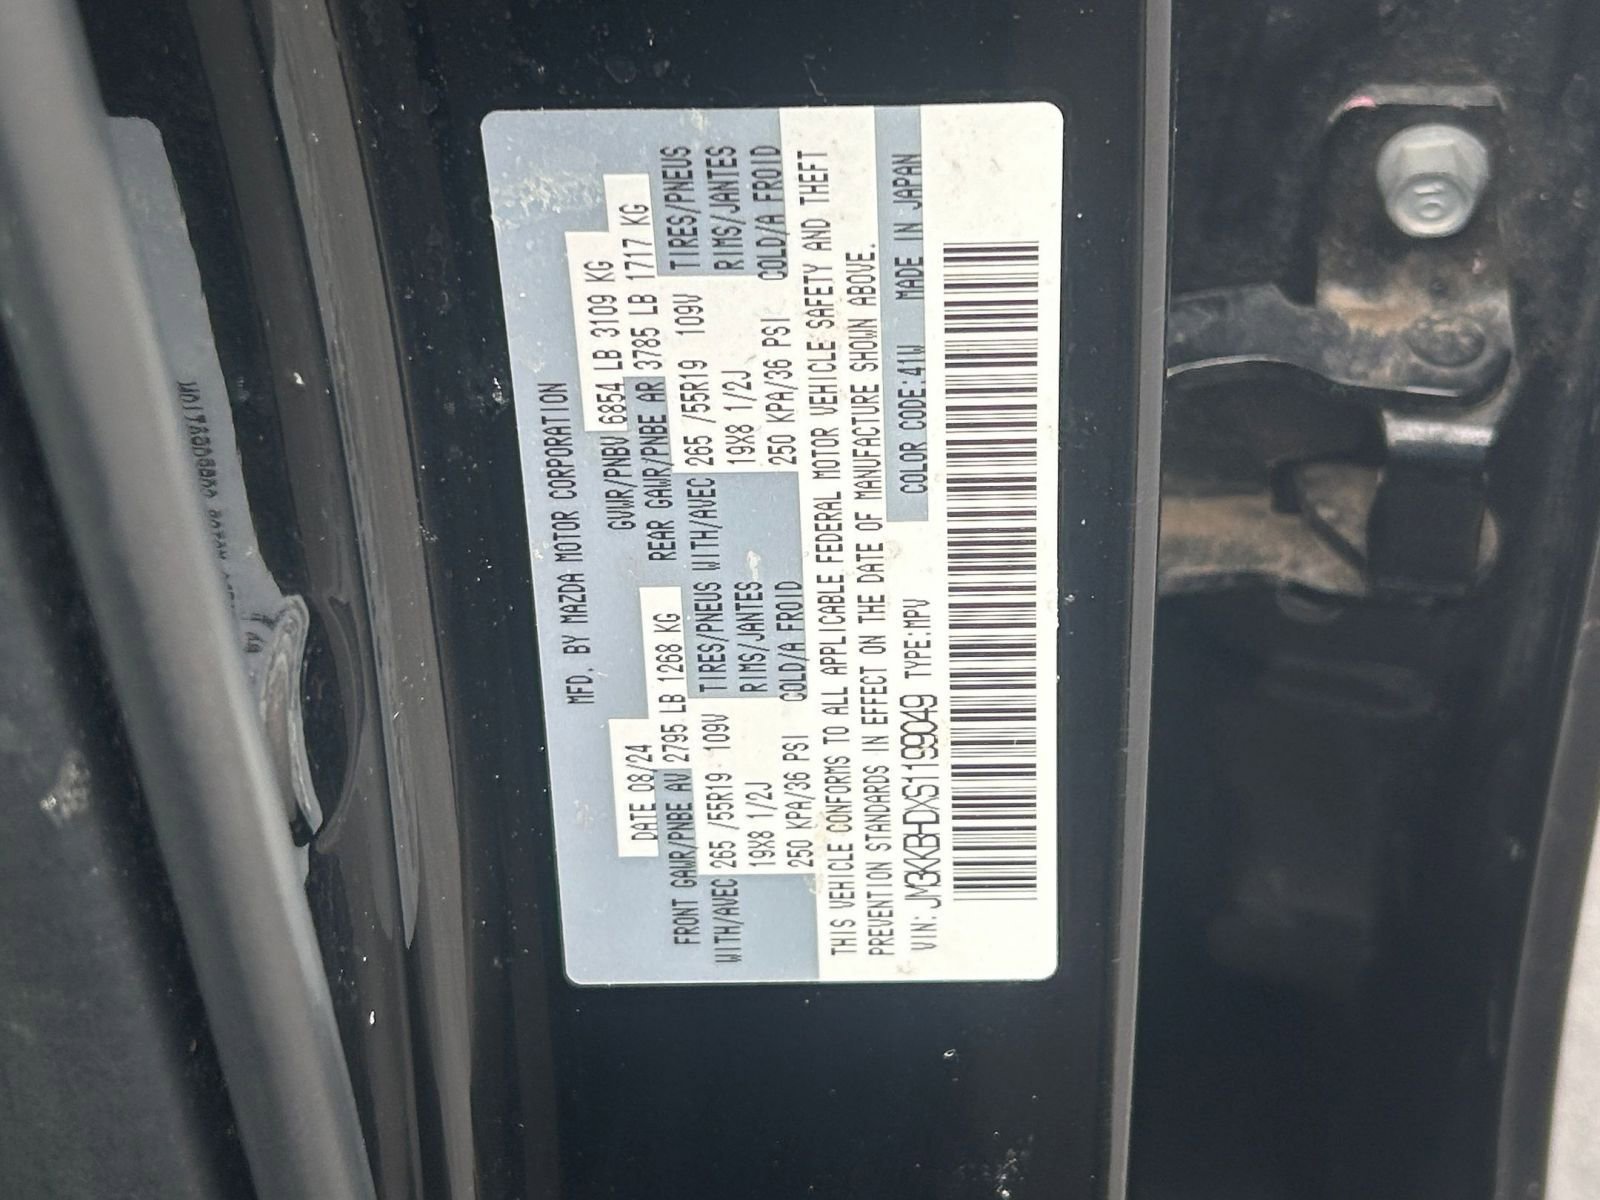 MFD. BY MAZDA MOTOR CORPORATION
DATE 08/24 GVWR/PNBV 6854 LB 3109 KG
FRONT GAWR/PNBE AV 2795 LB 1268 KG REAR GAWR/PNBE AR 3785 LB 1717 KG
WITH/AVEC 265 /55R19 109V TIRES/PNEUS WITH/AVEC 265 /55R19 109V TIRES/PNEUS
19X8 1/2J RIMS/JANTES 19X8 1/2J RIMS/JANTES
250 KPA/36 PSI COLD/A FROID 250 KPA/36 PSI COLD/A FROID
THIS VEHICLE CONFORMS TO ALL APPLICABLE FEDERAL MOTOR VEHICLE SAFETY AND THEFT
PREVENTION STANDARDS IN EFFECT ON THE DATE OF MANUFACTURE SHOWN ABOVE.
VIN: JM3KKBHDXS1199049 TYPE:MPV COLOR CODE:41W MADE IN JAPAN